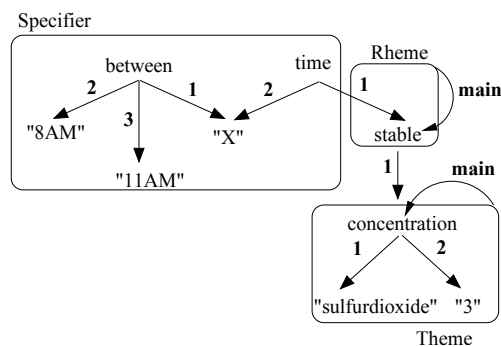 Specifier
between
time
Rheme
2
3
1
2
1
main
"8AM"
"X"
stable
"11AM"
1
main
concentration
1
2
"sulfurdioxide"
"3"
Theme